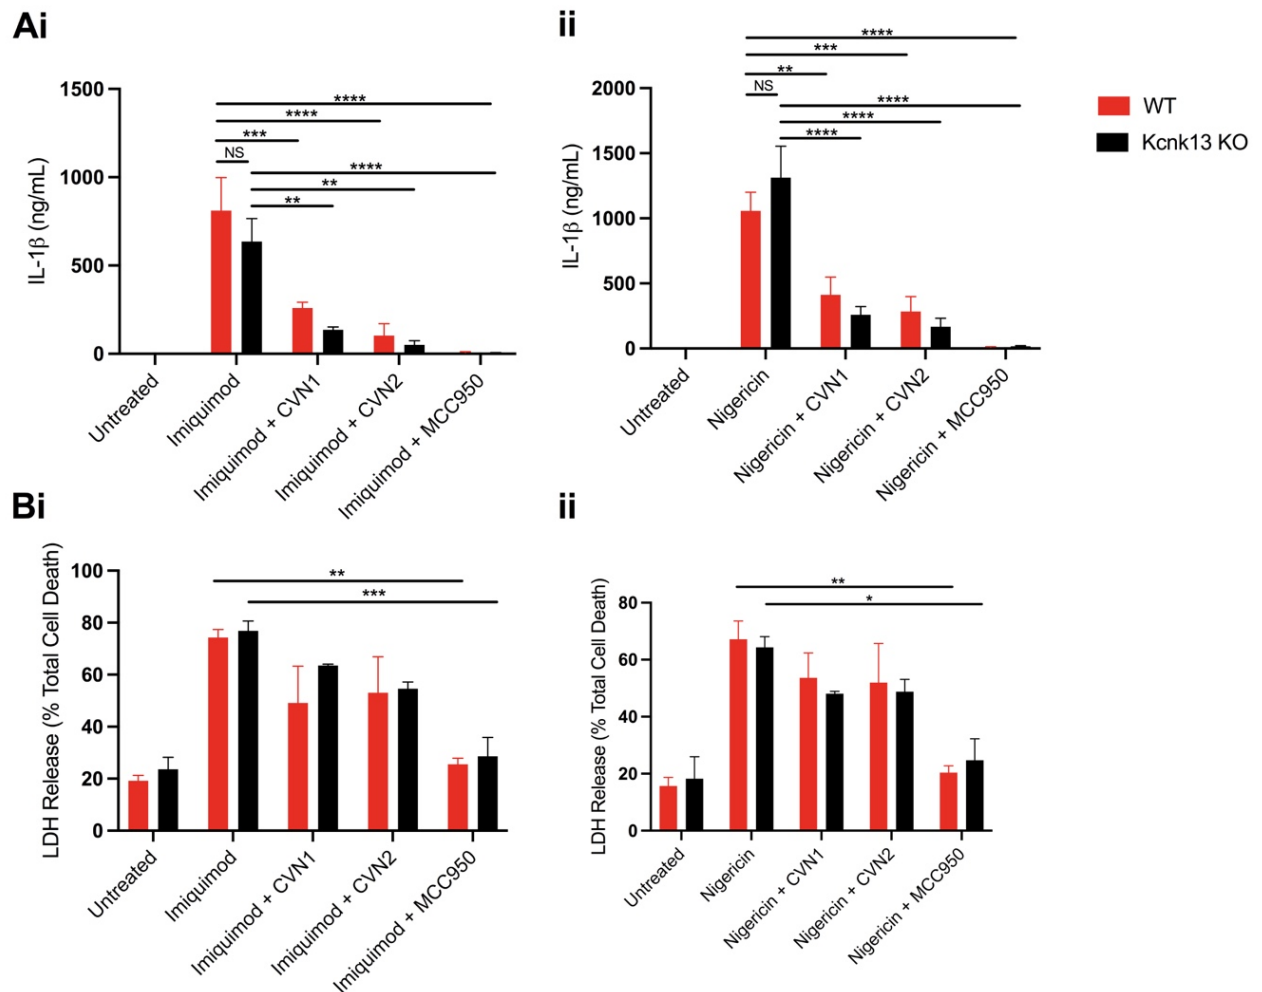 Ai
IL-1β (ng/mL)
1500
1000
500
0
****
****
***
NS
****
**
**
Untreated
Imiquimod
Imiquimod + CVN1
Imiquimod + CVN2
Imiquimod + MCC950
ii
IL-1β (ng/mL)
2000
1500
1000
500
0
****
***
**
NS
****
****
****
Untreated
Nigericin
Nigericin + CVN1
Nigericin + CVN2
Nigericin + MCC950
WT
Kcnk13 KO
Bi
LDH Release (% Total Cell Death)
100
80
60
40
20
0
**
***
Untreated
Imiquimod
Imiquimod + CVN1
Imiquimod + CVN2
Imiquimod + MCC950
ii
LDH Release (% Total Cell Death)
80
60
40
20
0
**
*
Untreated
Nigericin
Nigericin + CVN1
Nigericin + CVN2
Nigericin + MCC950